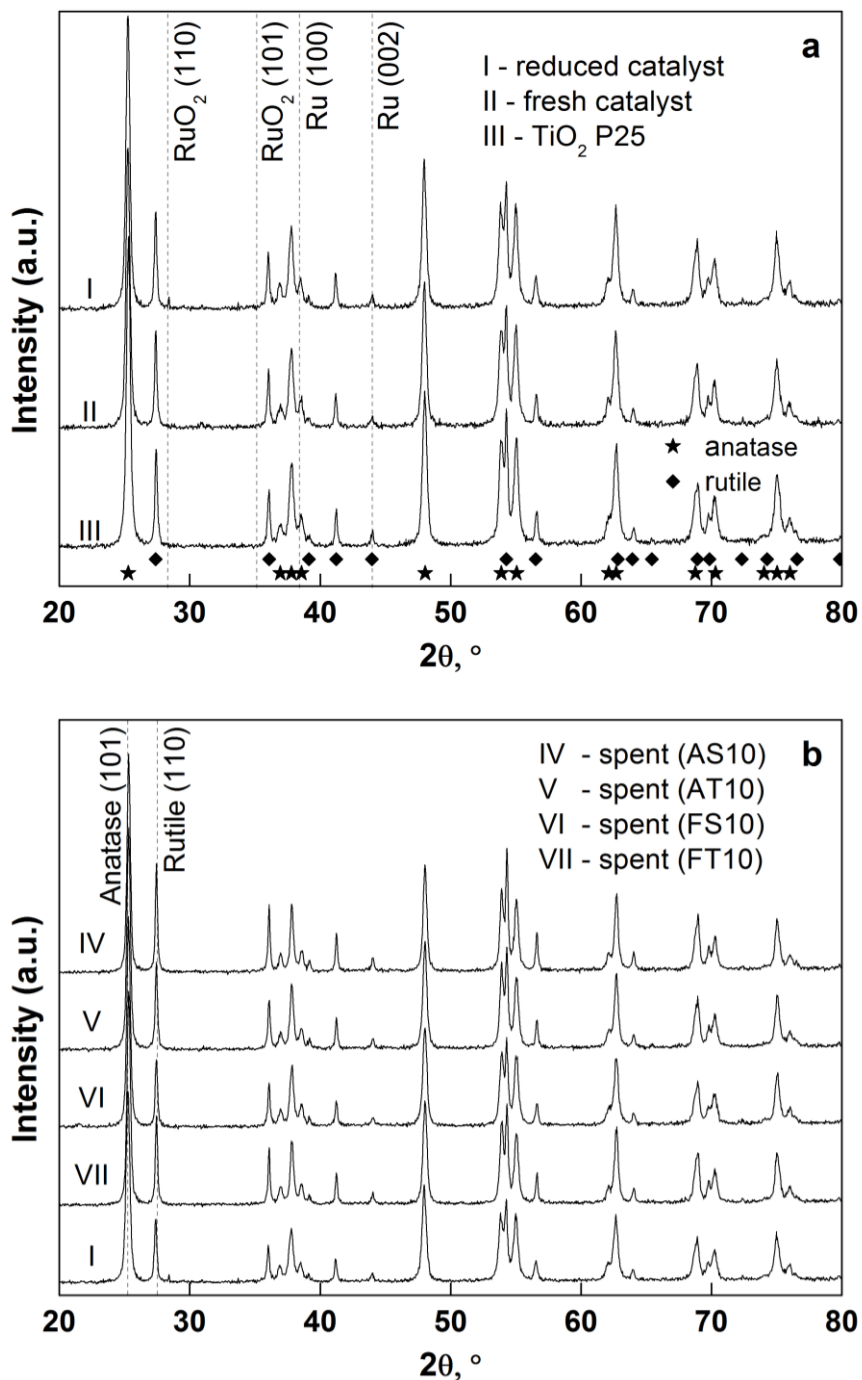 a
I - reduced catalyst
II - fresh catalyst
III - TiO₂ P25
RuO₂ (110)
RuO₂ (101)
Ru (100)
Ru (002)
I
II
III
★ anatase
◆ rutile
Intensity (a.u.)
20 30 40 50 60 70 80
2θ, °
b
IV - spent (AS10)
V - spent (AT10)
VI - spent (FS10)
VII - spent (FT10)
Anatase (101)
Rutile (110)
IV
V
VI
VII
I
Intensity (a.u.)
20 30 40 50 60 70 80
2θ, °